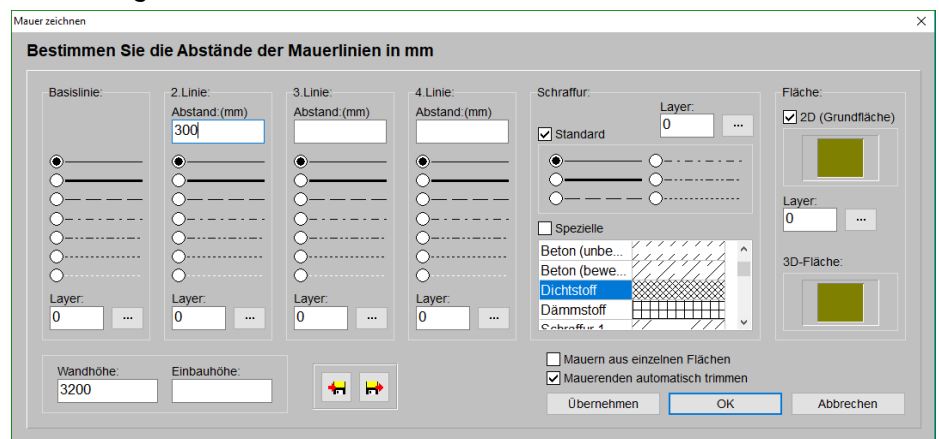 Mauer zeichnen
Bestimmen Sie die Abstände der Mauerlinien in mm
Basislinie:
2.Linie:
3.Linie:
4.Linie:
Schraffur:
Fläche:
Abstand:(mm)
Abstand:(mm)
Abstand:(mm)
Layer:
300
0
...
Standard
2D (Grundfläche)
Layer:
0
...
Spezielle
Beton (unbe...
Beton (bewe...
Dichtstoff
Dämmstoff
Schraffur 1
3D-Fläche:
Layer:
Layer:
Layer:
Layer:
0 ...
0 ...
0 ...
0 ...
Wandhöhe:
Einbauhöhe:
3200
Mauern aus einzelnen Flächen
Mauerenden automatisch trimmen
Übernehmen
OK
Abbrechen